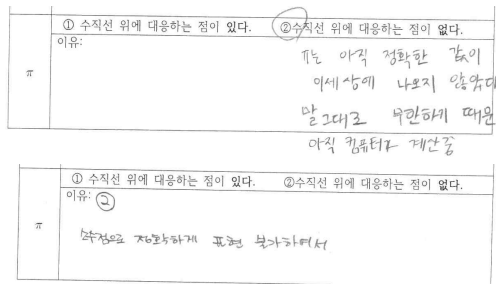 ① 수직선 위에 대응하는 점이 있다. ②수직선 위에 대응하는 점이 없다.
이유:
π는 아직 정확한 값이
π
이세상에 나오지 않았다
말 그대로 무한하기 때문
아직 컴퓨터가 계산중
① 수직선 위에 대응하는 점이 있다. ②수직선 위에 대응하는 점이 없다.
이유: ②
π
소수점으로 정확하게 표현 불가하여서